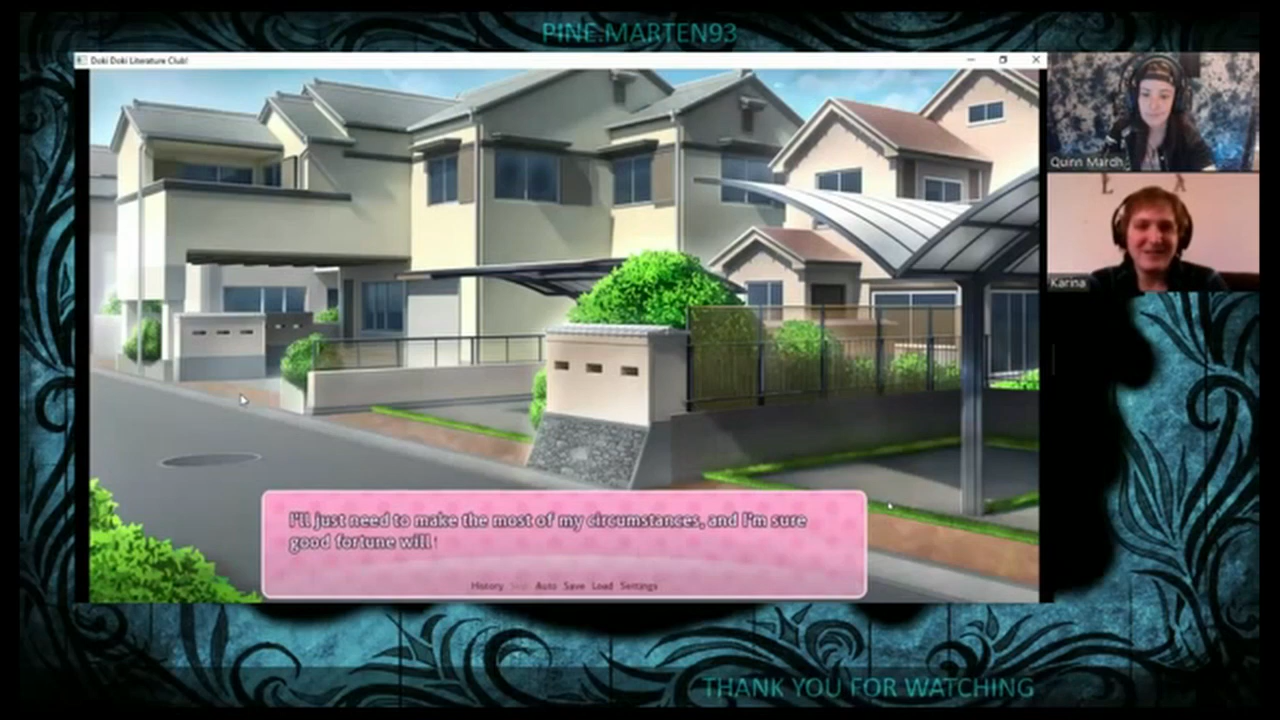 PINE.MARTEN93
Doki Doki Literature Club!
Quinn March
L A
Karina
I'll just need to make the most of my circumstances, and I'm sure
good fortune will
History Skip Auto Save Load Settings
THANK YOU FOR WATCHING